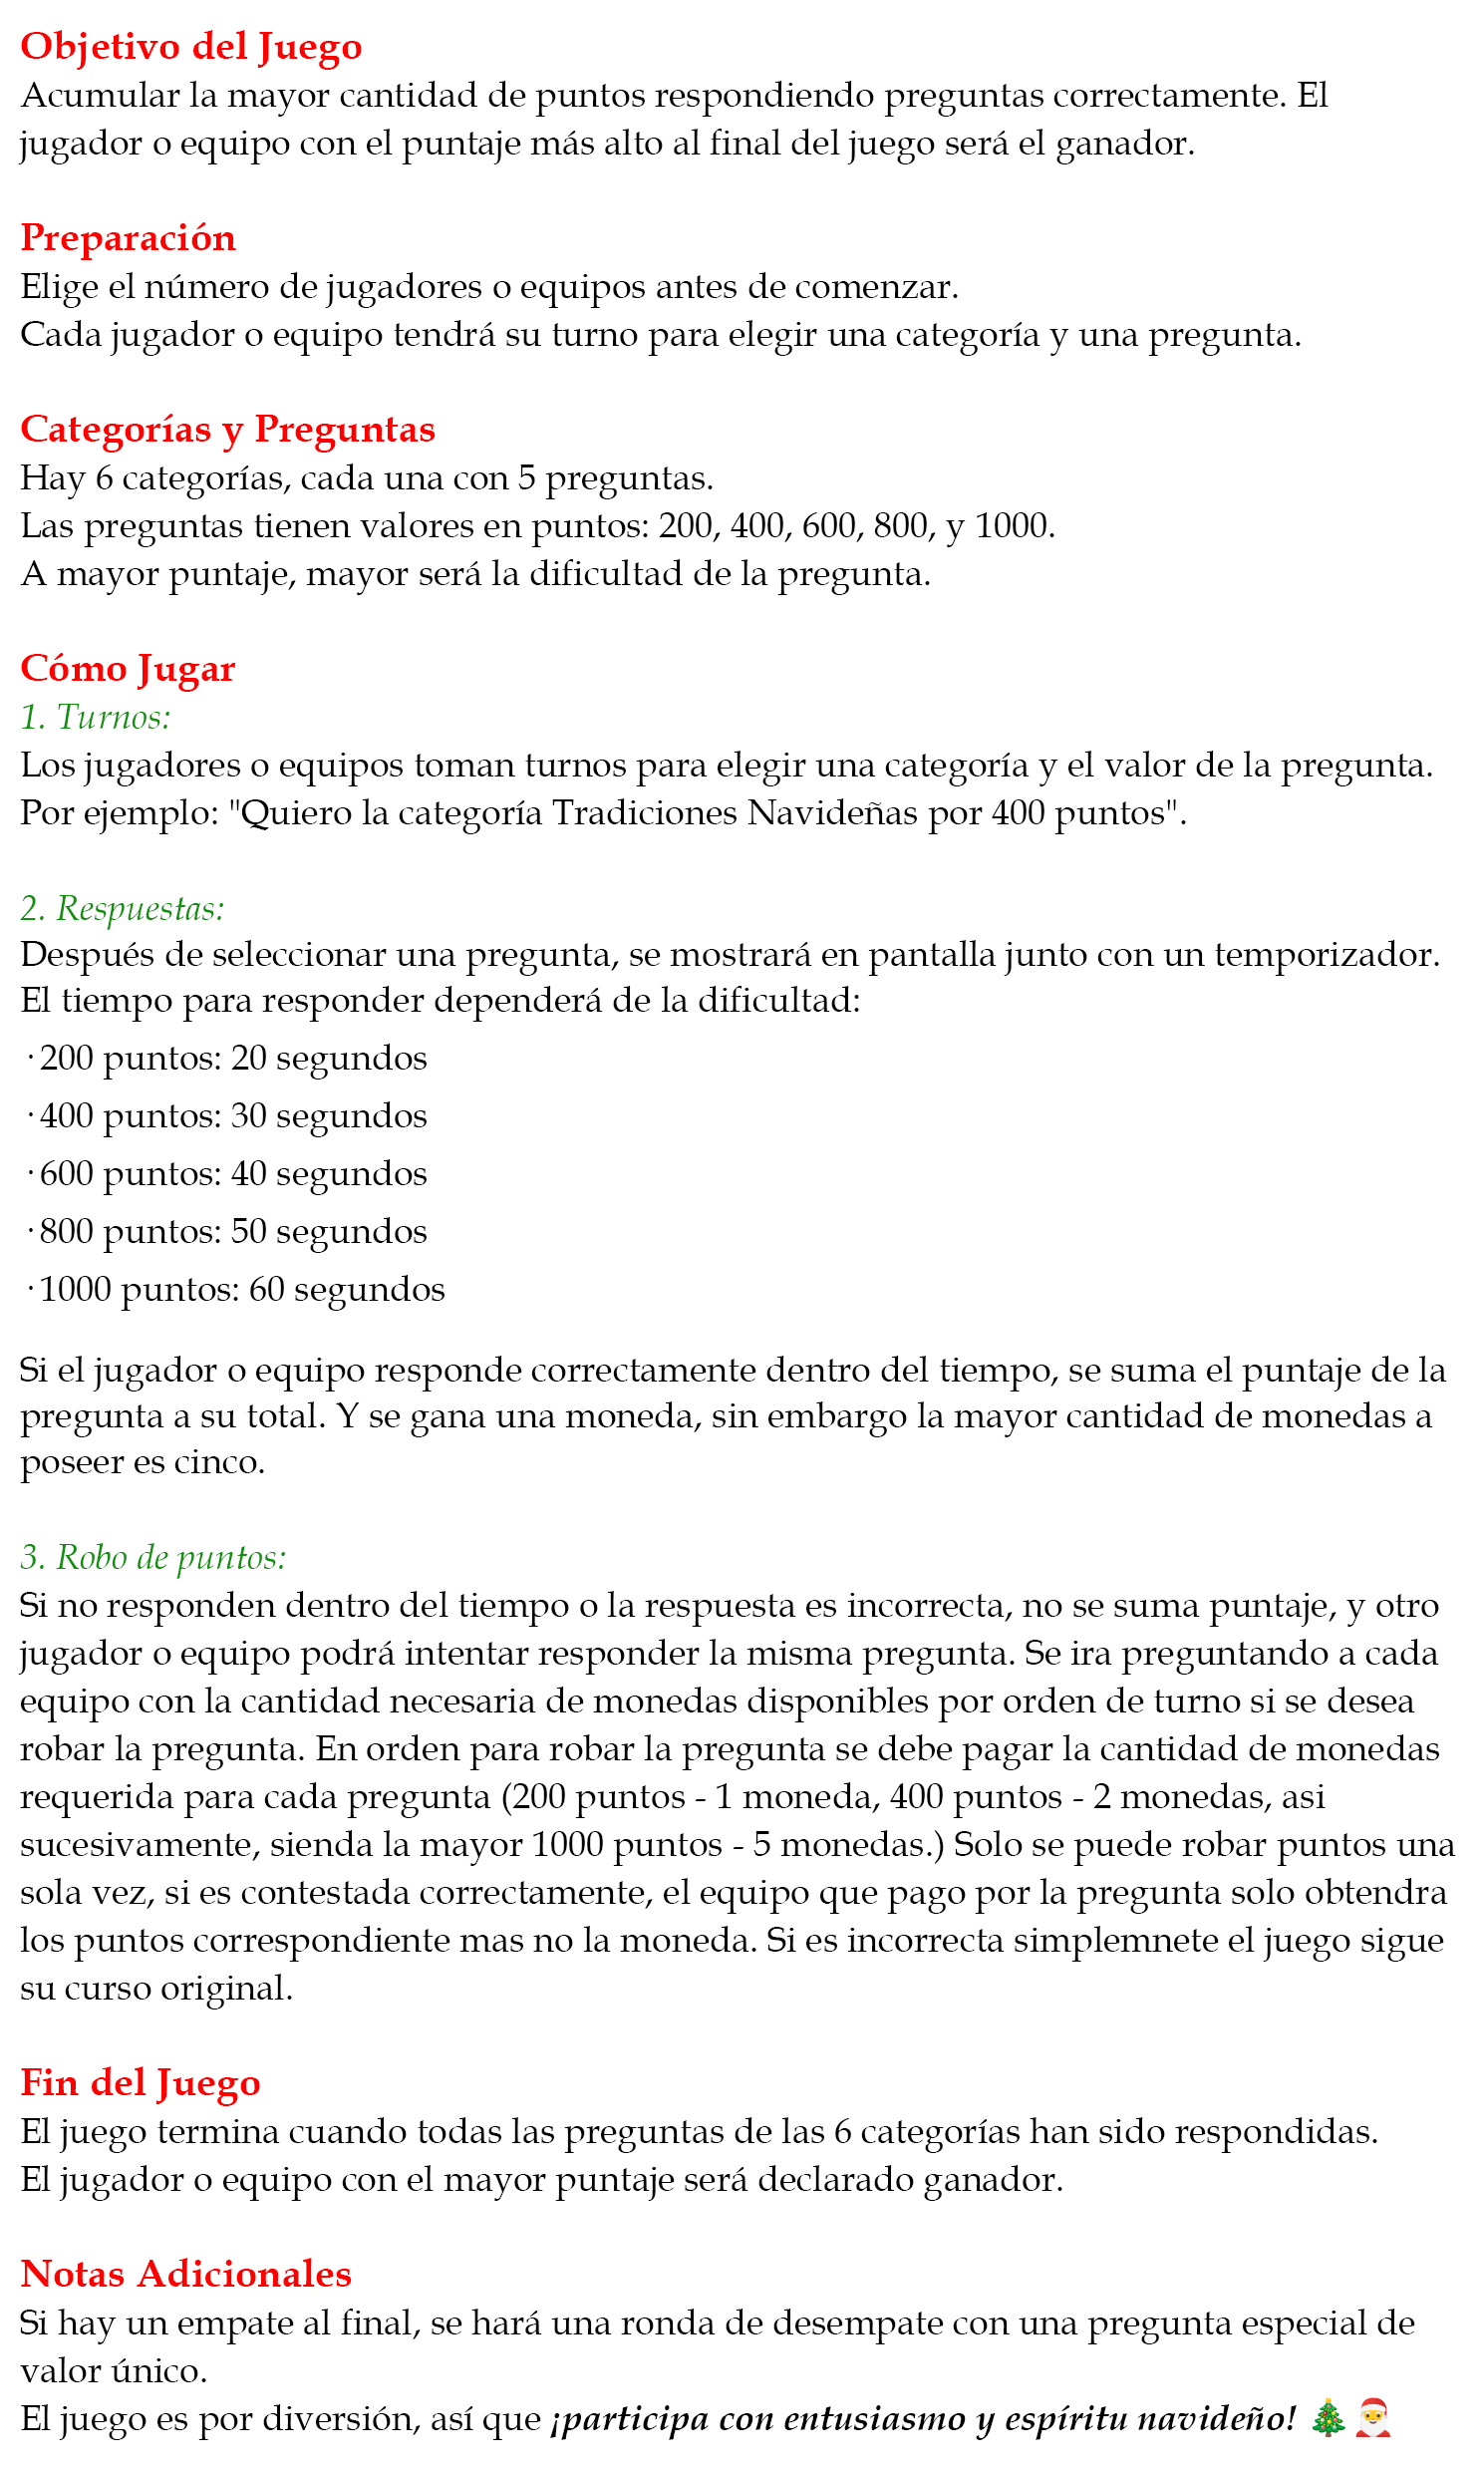 Objetivo del Juego
Acumular la mayor cantidad de puntos respondiendo preguntas correctamente. El
jugador o equipo con el puntaje más alto al final del juego será el ganador.
Preparación
Elige el número de jugadores o equipos antes de comenzar.
Cada jugador o equipo tendrá su turno para elegir una categoría y una pregunta.
Categorías y Preguntas
Hay 6 categorías, cada una con 5 preguntas.
Las preguntas tienen valores en puntos: 200, 400, 600, 800, y 1000.
A mayor puntaje, mayor será la dificultad de la pregunta.
Cómo Jugar
1. Turnos:
Los jugadores o equipos toman turnos para elegir una categoría y el valor de la pregunta.
Por ejemplo: "Quiero la categoría Tradiciones Navideñas por 400 puntos".
2. Respuestas:
Después de seleccionar una pregunta, se mostrará en pantalla junto con un temporizador.
El tiempo para responder dependerá de la dificultad:
· 200 puntos: 20 segundos
· 400 puntos: 30 segundos
· 600 puntos: 40 segundos
· 800 puntos: 50 segundos
· 1000 puntos: 60 segundos
Si el jugador o equipo responde correctamente dentro del tiempo, se suma el puntaje de la
pregunta a su total. Y se gana una moneda, sin embargo la mayor cantidad de monedas a
poseer es cinco.
3. Robo de puntos:
Si no responden dentro del tiempo o la respuesta es incorrecta, no se suma puntaje, y otro
jugador o equipo podrá intentar responder la misma pregunta. Se ira preguntando a cada
equipo con la cantidad necesaria de monedas disponibles por orden de turno si se desea
robar la pregunta. En orden para robar la pregunta se debe pagar la cantidad de monedas
requerida para cada pregunta (200 puntos - 1 moneda, 400 puntos - 2 monedas, asi
sucesivamente, sienda la mayor 1000 puntos - 5 monedas.) Solo se puede robar puntos una
sola vez, si es contestada correctamente, el equipo que pago por la pregunta solo obtendra
los puntos correspondiente mas no la moneda. Si es incorrecta simplemnete el juego sigue
su curso original.
Fin del Juego
El juego termina cuando todas las preguntas de las 6 categorías han sido respondidas.
El jugador o equipo con el mayor puntaje será declarado ganador.
Notas Adicionales
Si hay un empate al final, se hará una ronda de desempate con una pregunta especial de
valor único.
El juego es por diversión, así que ¡participa con entusiasmo y espíritu navideño! 🎄🎅